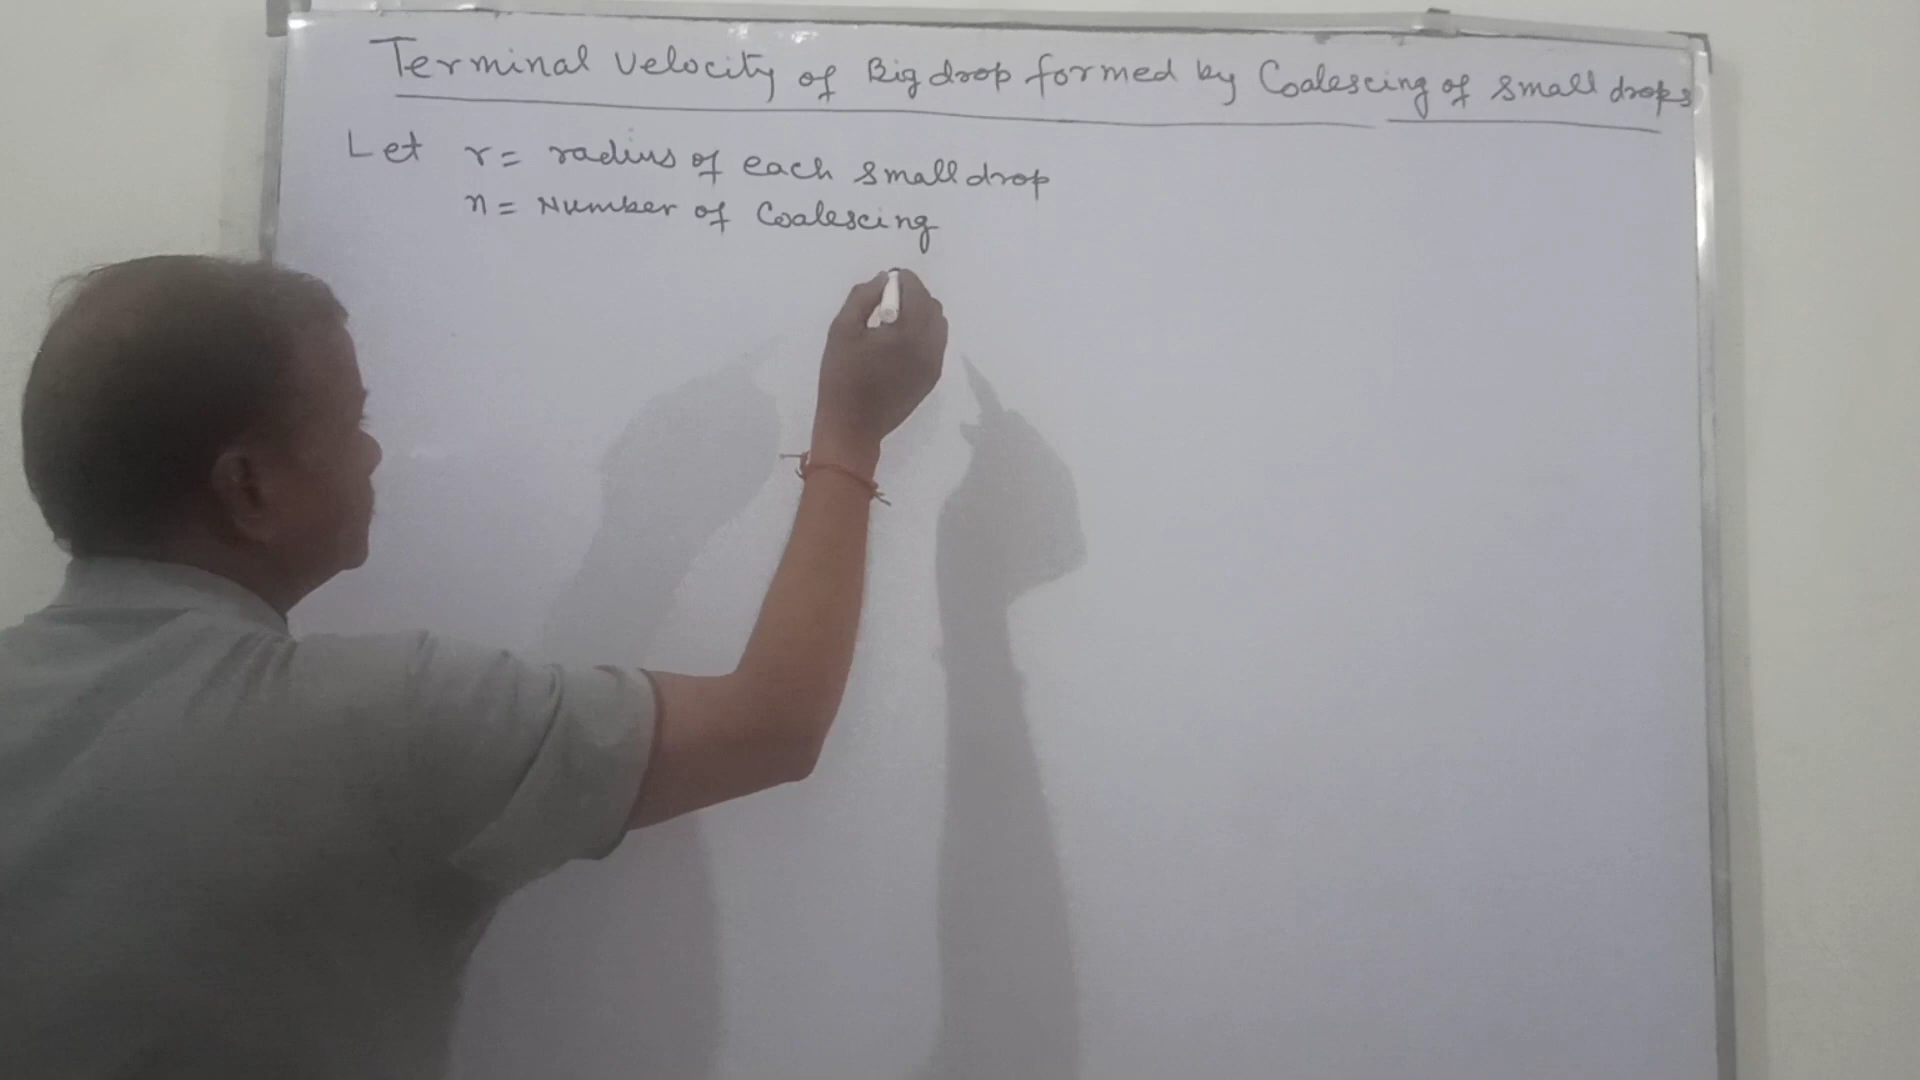 Terminal Velocity of Big drop formed by Coalescing of small drops
Let r = radius of each small drop
n = Number of Coalescing